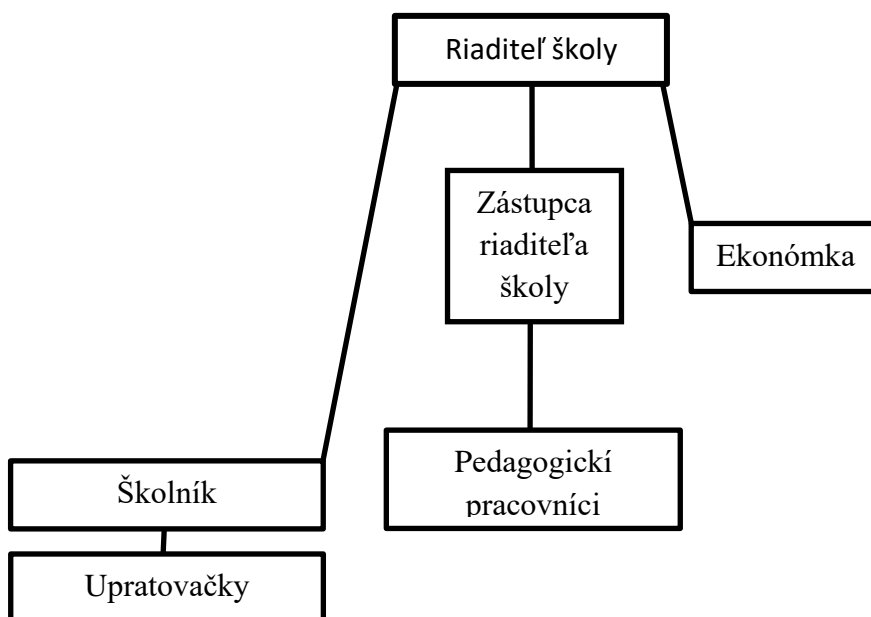 Riaditeľ školy
Zástupca
riaditeľa
školy
Ekonómka
Pedagogickí
pracovníci
Školník
Upratovačky